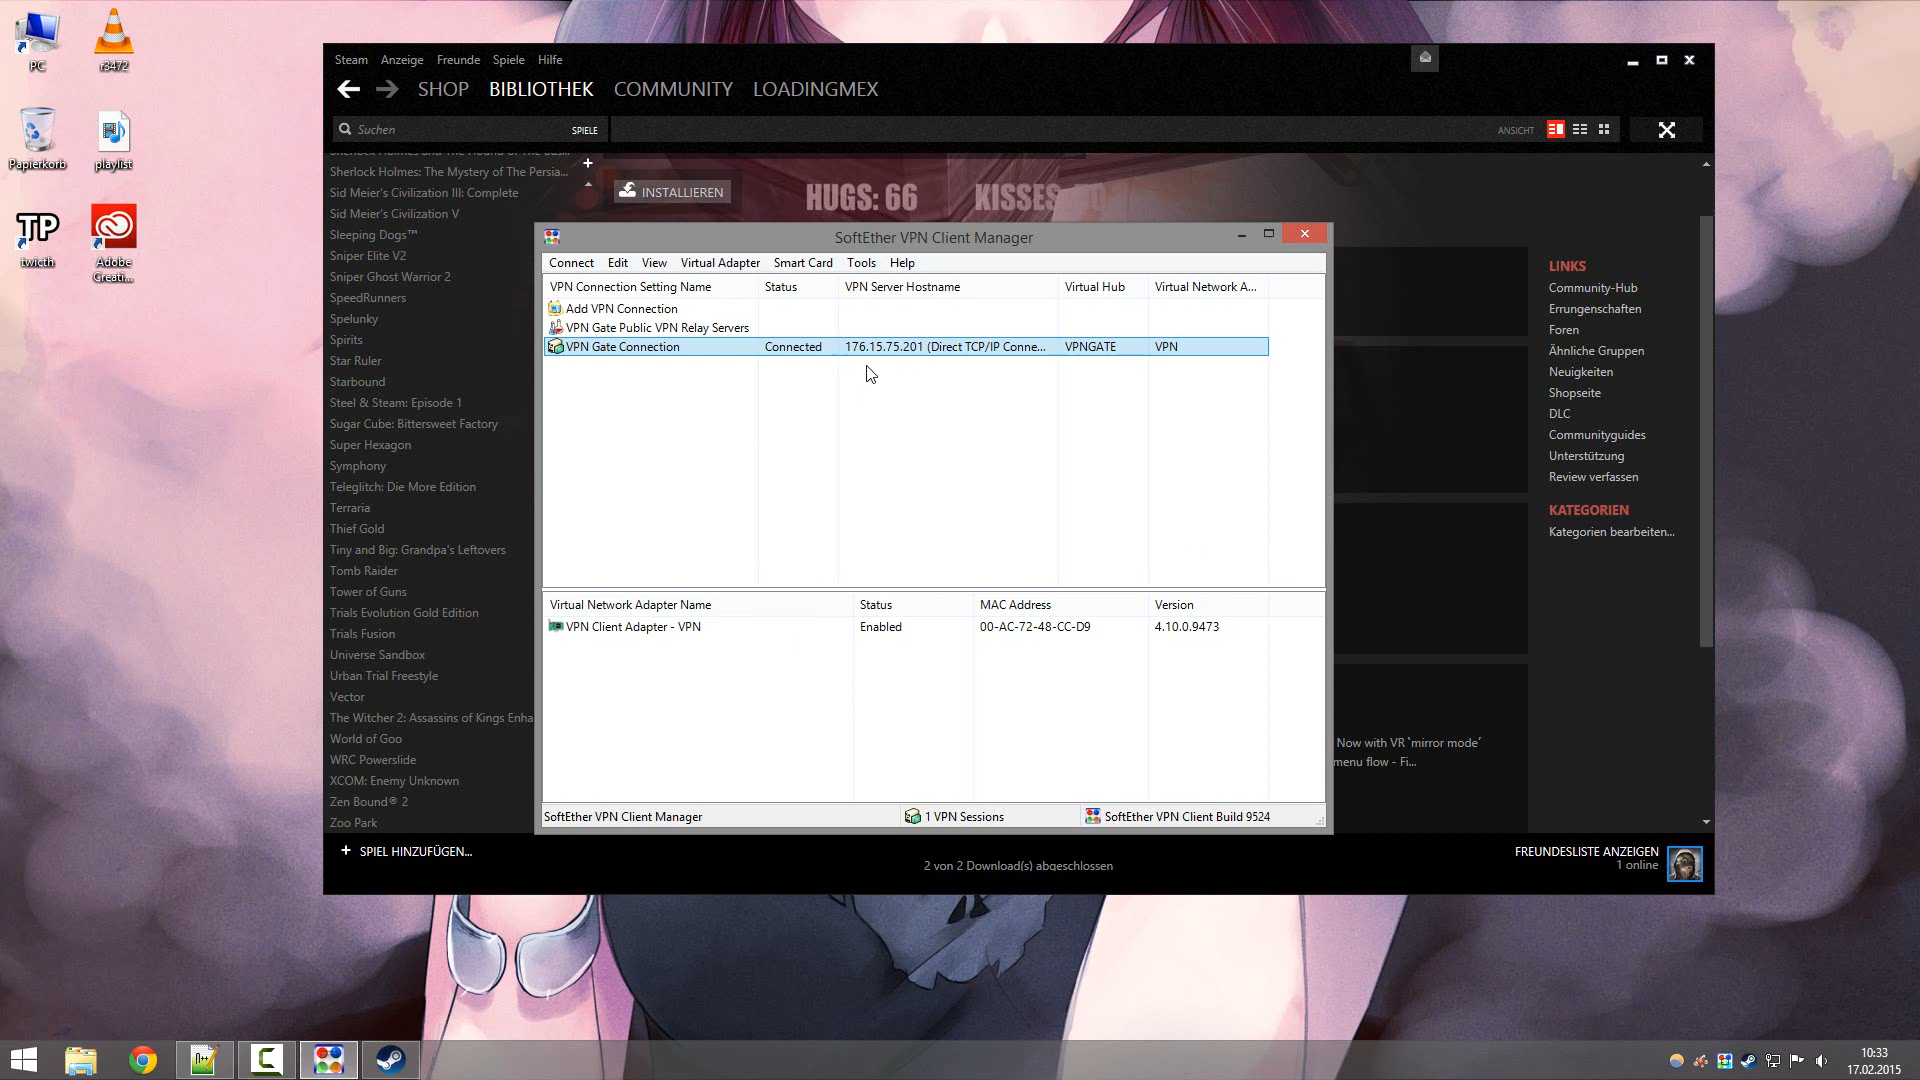 PC
r3472
Papierkorb
playlist
twicth
Adobe
Creati...
Steam Anzeige Freunde Spiele Hilfe
SHOP BIBLIOTHEK COMMUNITY LOADINGMEX
Suchen SPIELE
ANSICHT
Sherlock Holmes: The Mystery of The Persia...
Sid Meier's Civilization III: Complete
Sid Meier's Civilization V
Sleeping Dogs™
Sniper Elite V2
Sniper Ghost Warrior 2
SpeedRunners
Spelunky
Spirits
Star Ruler
Starbound
Steel & Steam: Episode 1
Sugar Cube: Bittersweet Factory
Super Hexagon
Symphony
Teleglitch: Die More Edition
Terraria
Thief Gold
Tiny and Big: Grandpa's Leftovers
Tomb Raider
Tower of Guns
Trials Evolution Gold Edition
Trials Fusion
Universe Sandbox
Urban Trial Freestyle
Vector
The Witcher 2: Assassins of Kings Enha
World of Goo
WRC Powerslide
XCOM: Enemy Unknown
Zen Bound® 2
Zoo Park
+ SPIEL HINZUFÜGEN...
INSTALLIEREN
HUGS: 66 KISSES
SoftEther VPN Client Manager
Connect Edit View Virtual Adapter Smart Card Tools Help
VPN Connection Setting Name Status VPN Server Hostname Virtual Hub Virtual Network A...
Add VPN Connection
VPN Gate Public VPN Relay Servers
VPN Gate Connection Connected 176.15.75.201 (Direct TCP/IP Conne... VPNGATE VPN
Virtual Network Adapter Name Status MAC Address Version
VPN Client Adapter - VPN Enabled 00-AC-72-48-CC-D9 4.10.0.9473
SoftEther VPN Client Manager 1 VPN Sessions SoftEther VPN Client Build 9524
LINKS
Community-Hub
Errungenschaften
Foren
Ähnliche Gruppen
Neuigkeiten
Shopseite
DLC
Communityguides
Unterstützung
Review verfassen
KATEGORIEN
Kategorien bearbeiten...
Now with VR 'mirror mode'
menu flow - Fi...
2 von 2 Download(s) abgeschlossen
FREUNDESLISTE ANZEIGEN
1 online
10:33
17.02.2015